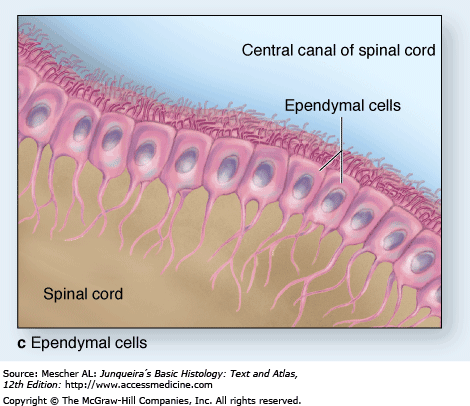 Central canal of spinal cord
Ependymal cells
Spinal cord
c Ependymal cells
Source: Mescher AL: Junqueira´s Basic Histology: Text and Atlas,
12th Edition: http://www.accessmedicine.com
Copyright © The McGraw-Hill Companies, Inc. All rights reserved.